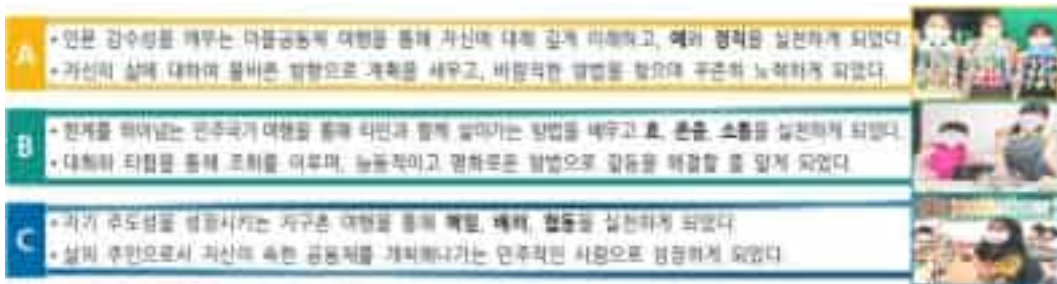 A
• 인문 감수성을 깨우는 마을공동체 여행을 통해 자신에 대해 깊게 이해하고, 예와 정직을 실천하게 되었다.
• 자신의 삶에 대하여 올바른 방향으로 계획을 세우고, 바람직한 방법을 찾으며 꾸준히 노력하게 되었다.
B
• 한계를 뛰어넘는 민주국가 여행을 통해 타인과 함께 살아가는 방법을 배우고 효, 존중, 소통을 실천하게 되었다.
• 대화와 타협을 통해 조화를 이루며, 능동적이고 평화로운 방법으로 갈등을 해결할 줄 알게 되었다.
C
• 자기 주도성을 성장시키는 지구촌 여행을 통해 책임, 배려, 협동을 실천하게 되었다.
• 삶의 주인으로서 자신이 속한 공동체를 개척해나가는 민주적인 사람으로 성장하게 되었다.